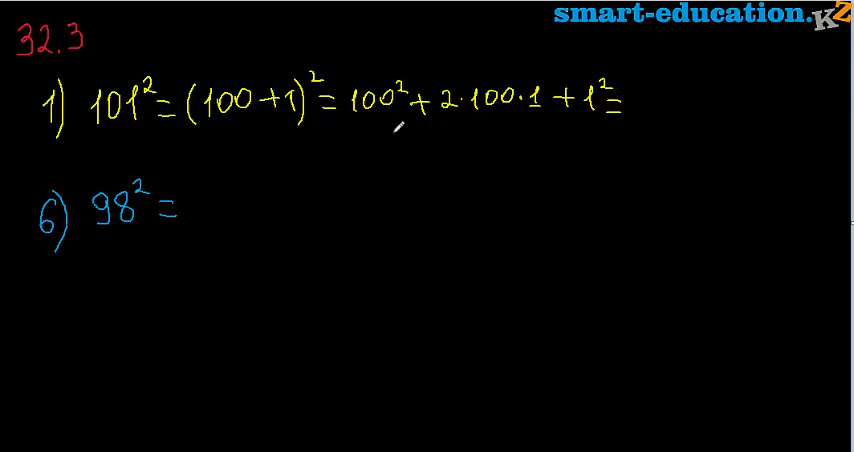 smart-education.KZ
32.3
1) 101² = (100 + 1)² = 100² + 2·100·1 + 1² =
6) 98² =